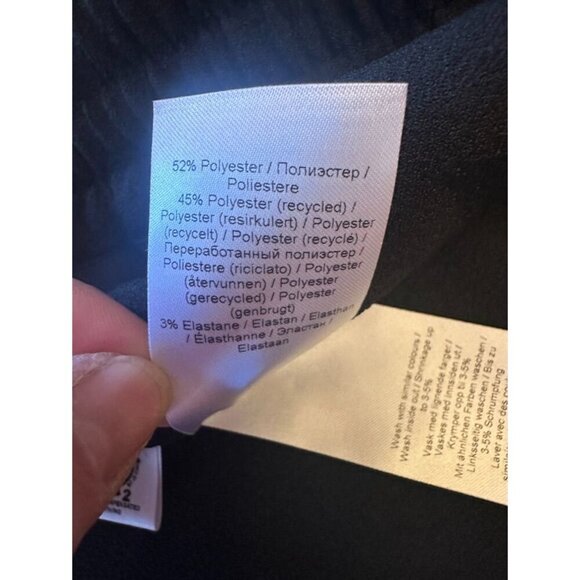 52% Polyester / Полиэстер /
Poliestere
45% Polyester (recycled) /
Polyester (resirkulert) / Polyester
(recycelt) / Polyester (recyclé) /
Переработанный полиэстер /
Poliestere (riciclato) / Polyester
(återvunnen) / Polyester
(gerecycled) / Polyester
(genbrugt)
3% Elastane / Elastan / Elasthan
/ Élasthanne / Эластан /
Elastaan
Wash with similar colours /
Wash inside out / Shrinkage up
to 3-5%
Vask med lignende farger /
Vaskes med innsiden ut /
Krymper opp til 3-5%
Mit ähnlichen Farben waschen /
Linksseitig waschen / Bis zu
3-5% Schrumpfung
Laver avec des